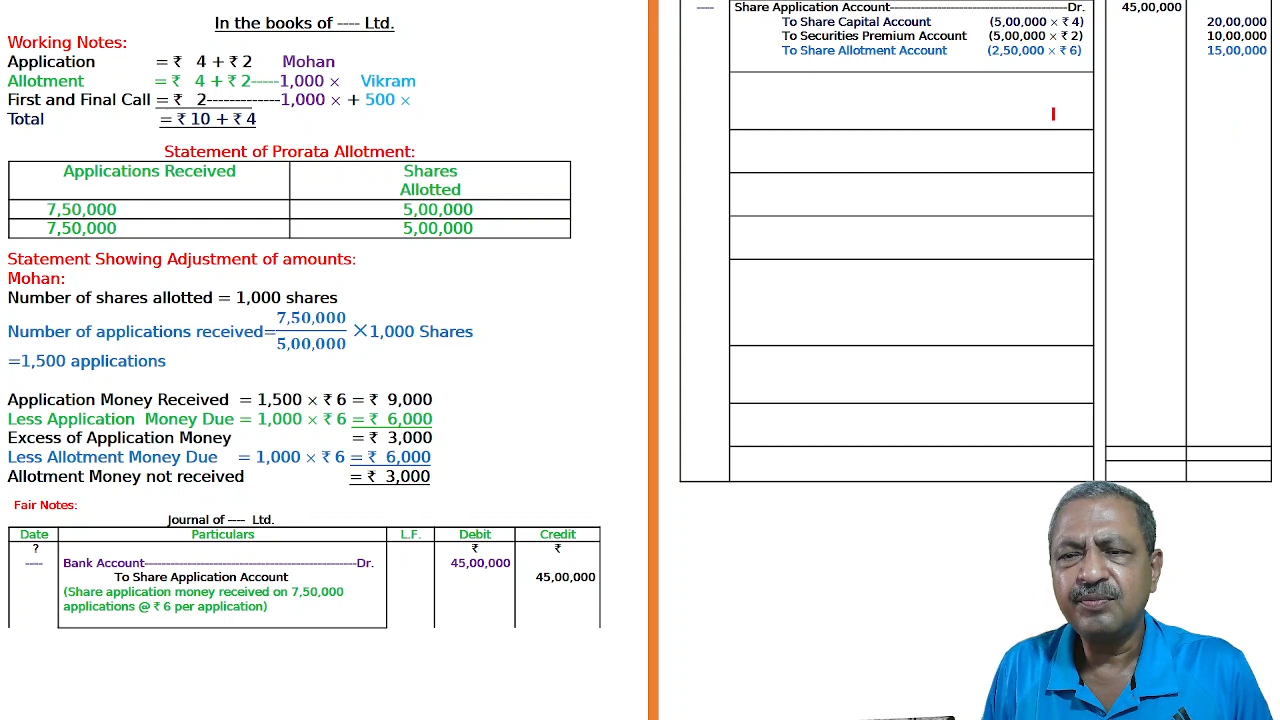 In the books of ---- Ltd.
Working Notes:
Application = ₹ 4 + ₹ 2 Mohan
Allotment = ₹ 4 + ₹ 2-----1,000 × Vikram
First and Final Call = ₹ 2-------------1,000 × + 500 ×
Total = ₹ 10 + ₹ 4
Statement of Prorata Allotment:
Applications Received Shares
Allotted
7,50,000 5,00,000
7,50,000 5,00,000
Statement Showing Adjustment of amounts:
Mohan:
Number of shares allotted = 1,000 shares
Number of applications received= 7,50,000 / 5,00,000 ×1,000 Shares
=1,500 applications
Application Money Received = 1,500 × ₹ 6 = ₹ 9,000
Less Application Money Due = 1,000 × ₹ 6 = ₹ 6,000
Excess of Application Money = ₹ 3,000
Less Allotment Money Due = 1,000 × ₹ 6 = ₹ 6,000
Allotment Money not received = ₹ 3,000
Fair Notes:
Journal of ---- Ltd.
Date Particulars L.F. Debit Credit
? ₹ ₹
---- Bank Account----------------------------------------------------Dr. 45,00,000
To Share Application Account 45,00,000
(Share application money received on 7,50,000
applications @ ₹ 6 per application)
---- Share Application Account--------------------------------------------Dr. 45,00,000
To Share Capital Account (5,00,000 × ₹ 4) 20,00,000
To Securities Premium Account (5,00,000 × ₹ 2) 10,00,000
To Share Allotment Account (2,50,000 × ₹ 6) 15,00,000